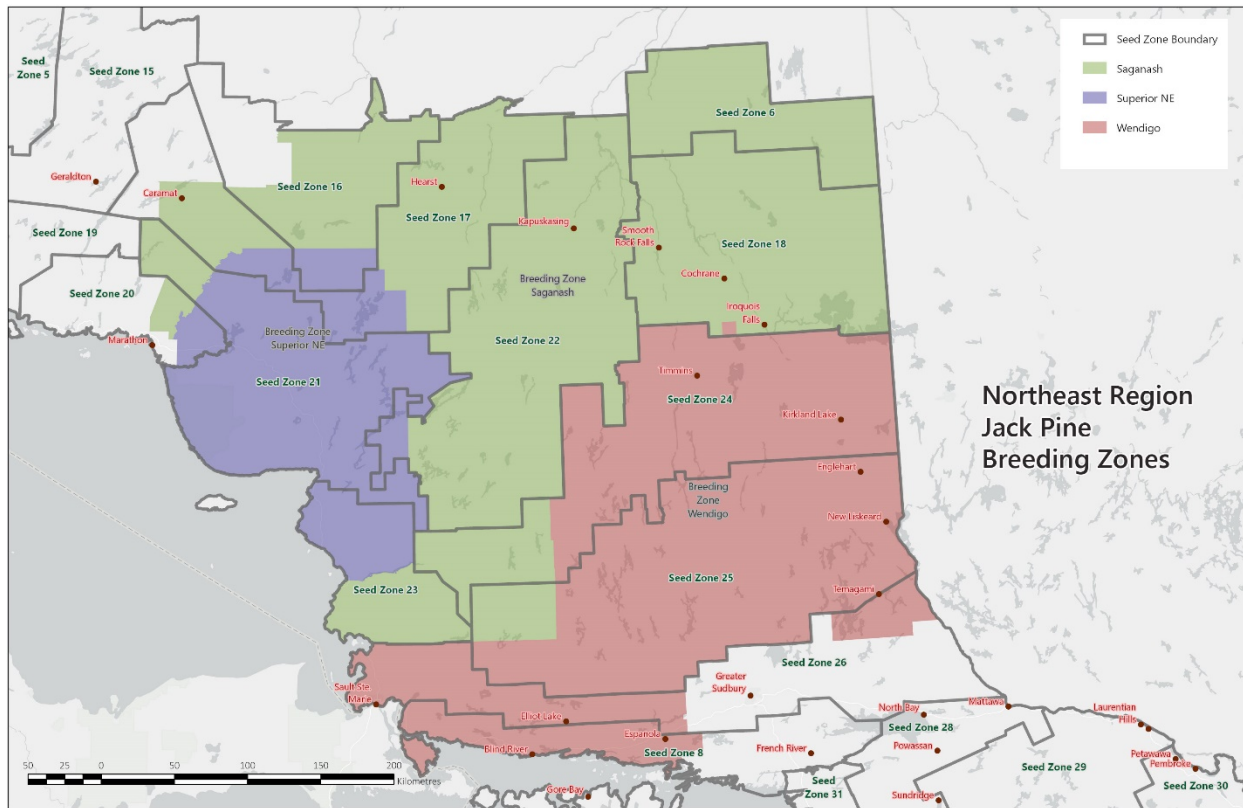 Seed Zone Boundary
Saganash
Superior NE
Wendigo
Seed
Zone 5
Seed Zone 15
Seed Zone 6
Geraldton
Caramat
Seed Zone 16
Hearst
Seed Zone 17
Kapuskasing
Smooth
Rock Falls
Seed Zone 18
Seed Zone 19
Cochrane
Breeding Zone
Saganash
Seed Zone 20
Iroquois
Falls
Marathon
Breeding Zone
Superior NE
Seed Zone 22
Seed Zone 21
Timmins
Seed Zone 24
Kirkland Lake
Northeast Region
Jack Pine
Breeding Zones
Englehart
Breeding
Zone
Wendigo
New Liskeard
Seed Zone 23
Seed Zone 25
Temagami
Seed Zone 26
Greater
Sudbury
Sault Ste.
Marie
Elliot Lake
Espanola
Blind River
Seed Zone 8
French River
North Bay
Mattawa
Seed Zone 28
Powassan
Laurentian
Hills
Petawawa
Pembroke
Seed Zone 29
Seed Zone 30
Seed
Zone 31
Sundridge
Gore Bay
50 25 0 50 100 150 200
Kilometres